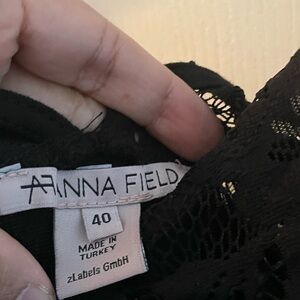 ANNA FIELD
40
MADE IN
TURKEY
zLabels GmbH